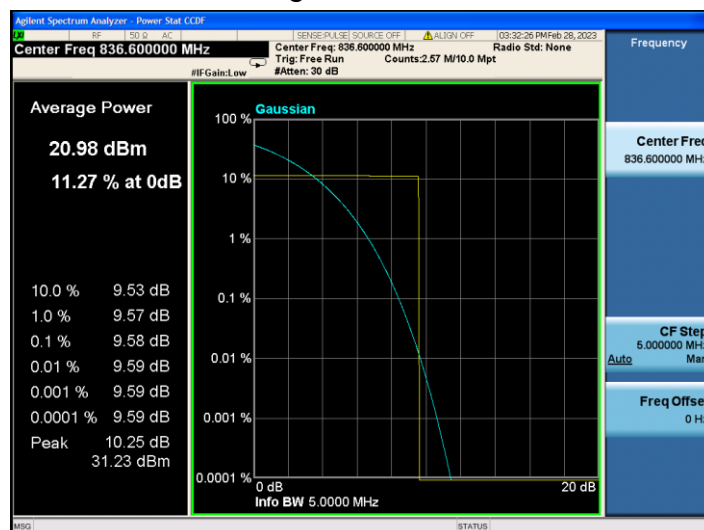 Agilent Spectrum Analyzer - Power Stat CCDF
RF 50 Ω AC SENSE:PULSE SOURCE OFF ALIGN OFF 03:32:26 PM Feb 28, 2023
Center Freq 836.600000 MHz
Center Freq: 836.600000 MHz Radio Std: None
Trig: Free Run Counts:2.57 M/10.0 Mpt
#IFGain:Low #Atten: 30 dB
Frequency
Average Power
20.98 dBm
11.27 % at 0dB
10.0 % 9.53 dB
1.0 % 9.57 dB
0.1 % 9.58 dB
0.01 % 9.59 dB
0.001 % 9.59 dB
0.0001 % 9.59 dB
Peak 10.25 dB
31.23 dBm
Gaussian
100 %
10 %
1 %
0.1 %
0.01 %
0.001 %
0.0001 %
0 dB 20 dB
Info BW 5.0000 MHz
Center Freq
836.600000 MHz
CF Step
5.000000 MHz
Auto Man
Freq Offse
0 Hz
MSG STATUS